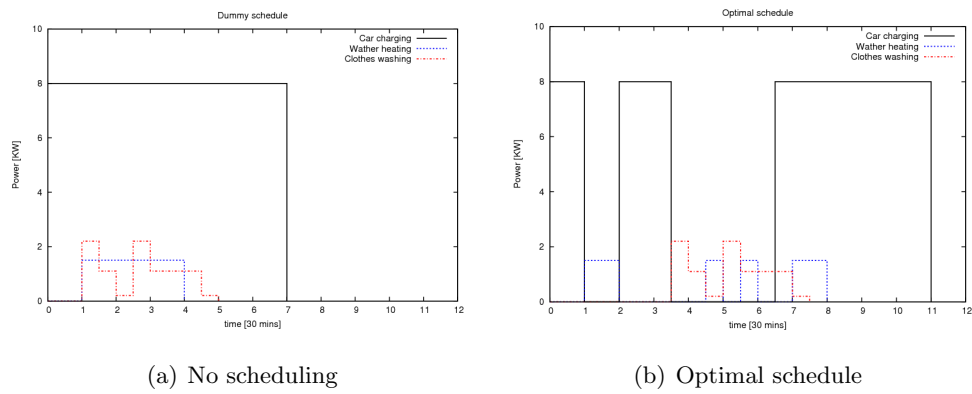 Dummy schedule
Power [KW]
10
8
6
4
2
0
0 1 2 3 4 5 6 7 8 9 10 11 12
time [30 mins]
Car charging
Wather heating
Clothes washing
(a) No scheduling
Optimal schedule
Power [KW]
10
8
6
4
2
0
0 1 2 3 4 5 6 7 8 9 10 11 12
time [30 mins]
Car charging
Wather heating
Clothes washing
(b) Optimal schedule